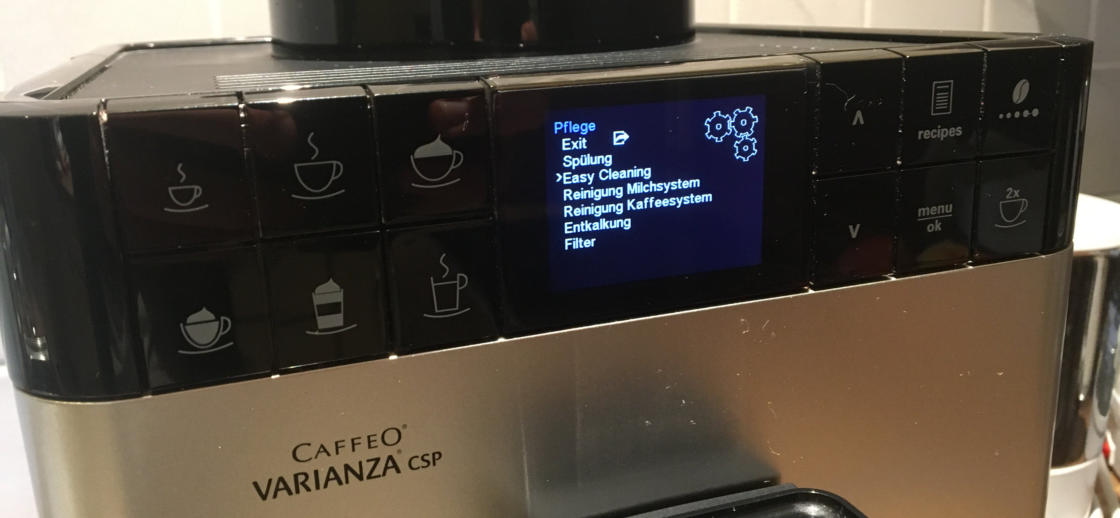 Pflege
Exit
Spülung
>Easy Cleaning
Reinigung Milchsystem
Reinigung Kaffeesystem
Entkalkung
Filter
recipes
menu
ok
2x
CAFFEO®
VARIANZA® CSP